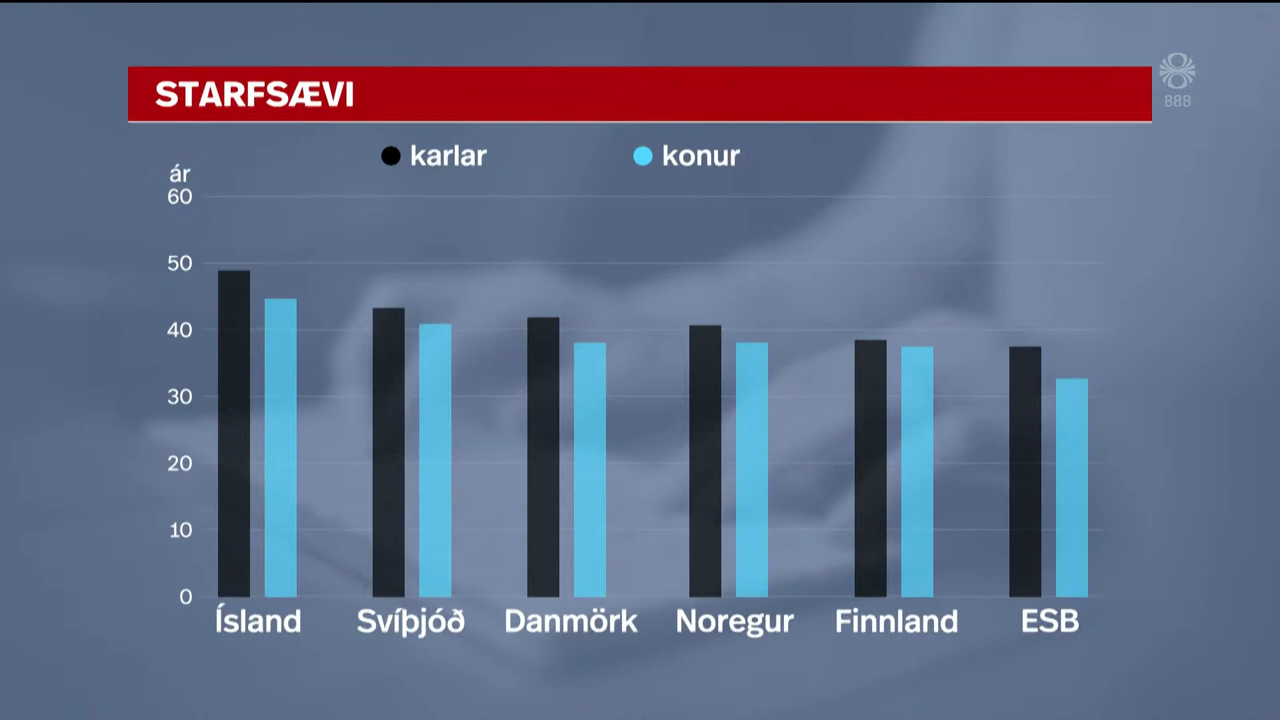 STARFSÆVI
888
karlar
konur
ár
60
50
40
30
20
10
0
Ísland
Svíþjóð
Danmörk
Noregur
Finnland
ESB